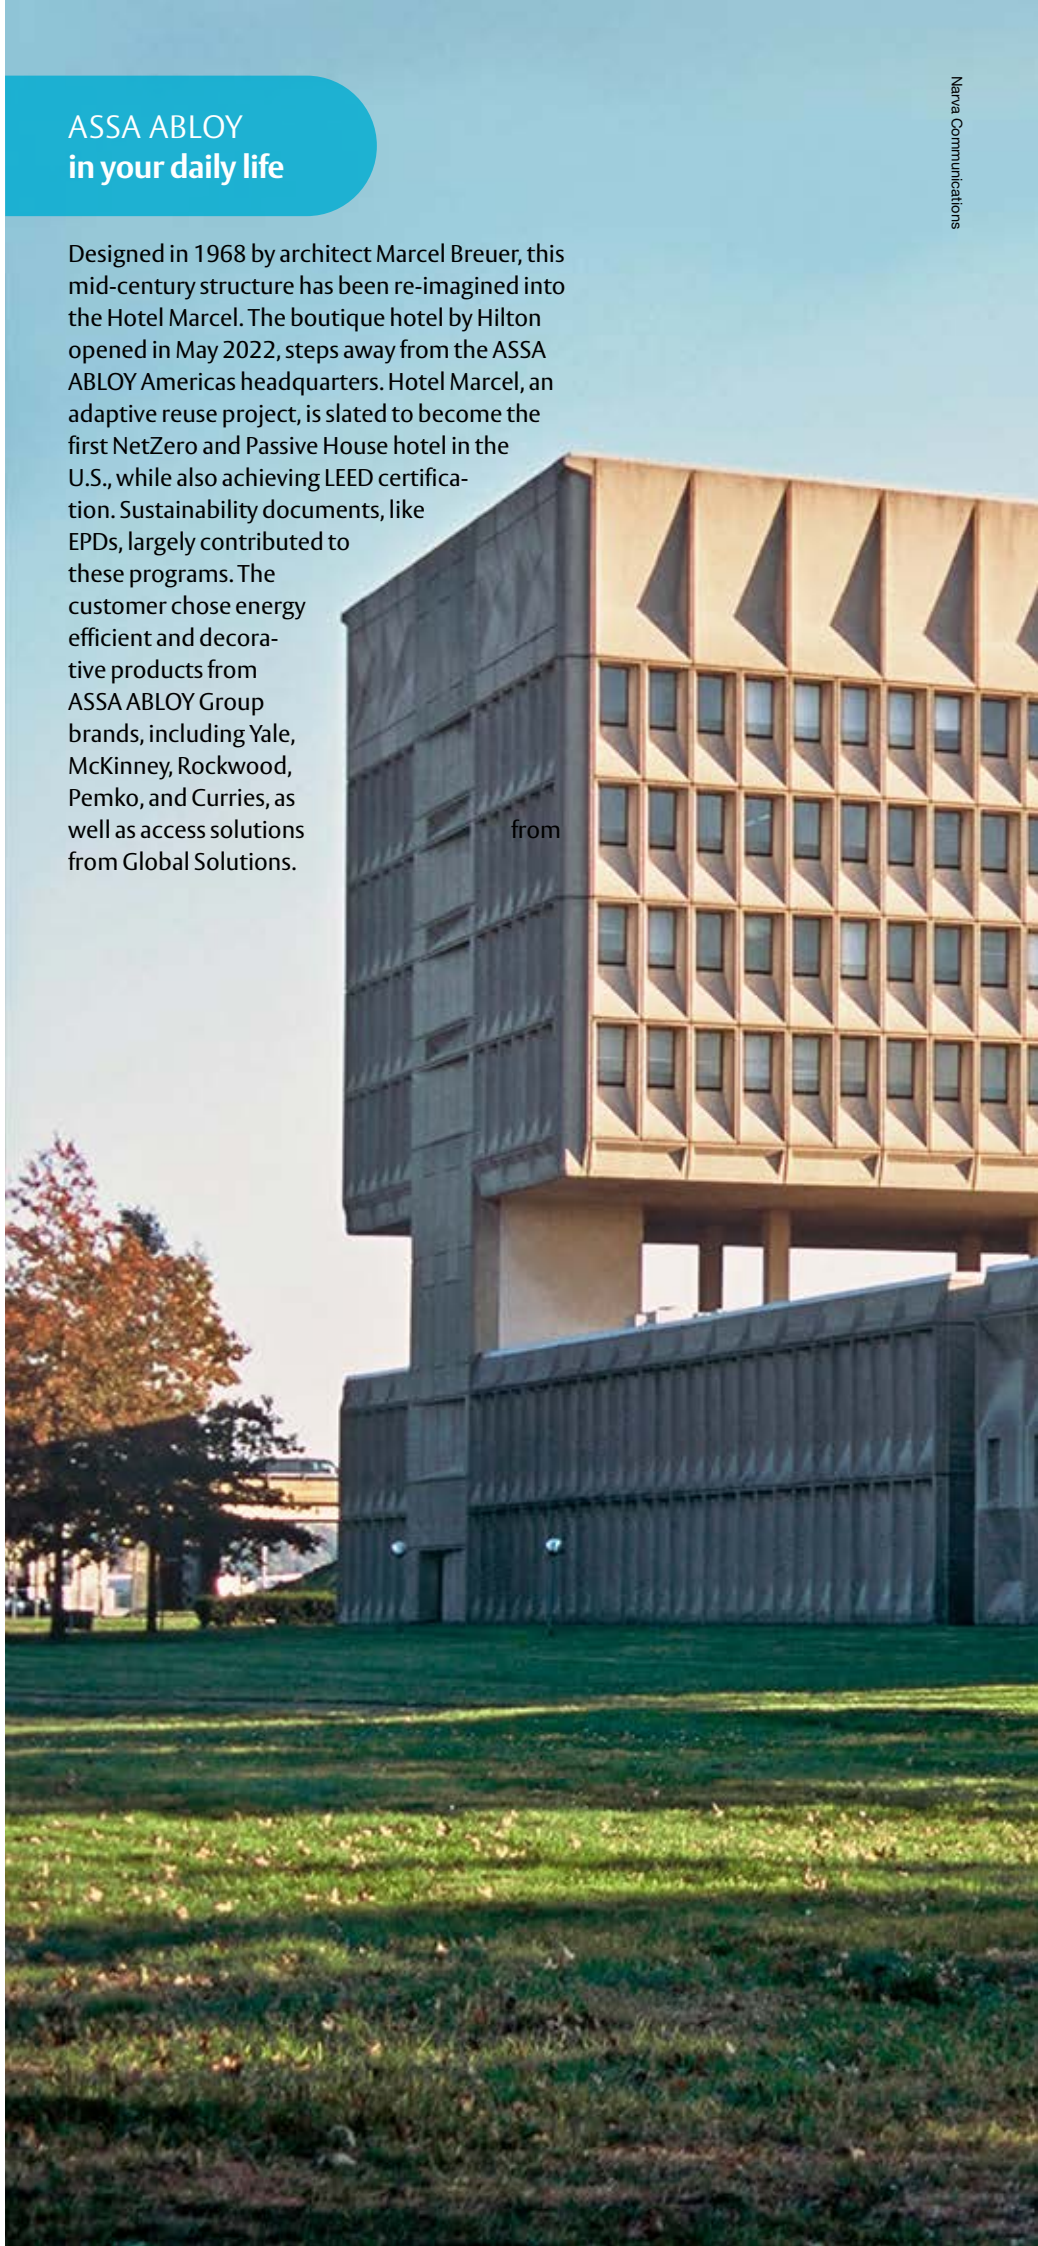 ASSA ABLOY
in your daily life
Narva Communications
Designed in 1968 by architect Marcel Breuer, this
mid-century structure has been re-imagined into
the Hotel Marcel. The boutique hotel by Hilton
opened in May 2022, steps away from the ASSA
ABLOY Americas headquarters. Hotel Marcel, an
adaptive reuse project, is slated to become the
first NetZero and Passive House hotel in the
U.S., while also achieving LEED certifica-
tion. Sustainability documents, like
EPDs, largely contributed to
these programs. The
customer chose energy
efficient and decora-
tive products from
ASSA ABLOY Group
brands, including Yale,
McKinney, Rockwood,
Pemko, and Curries, as
well as access solutions from
from Global Solutions.